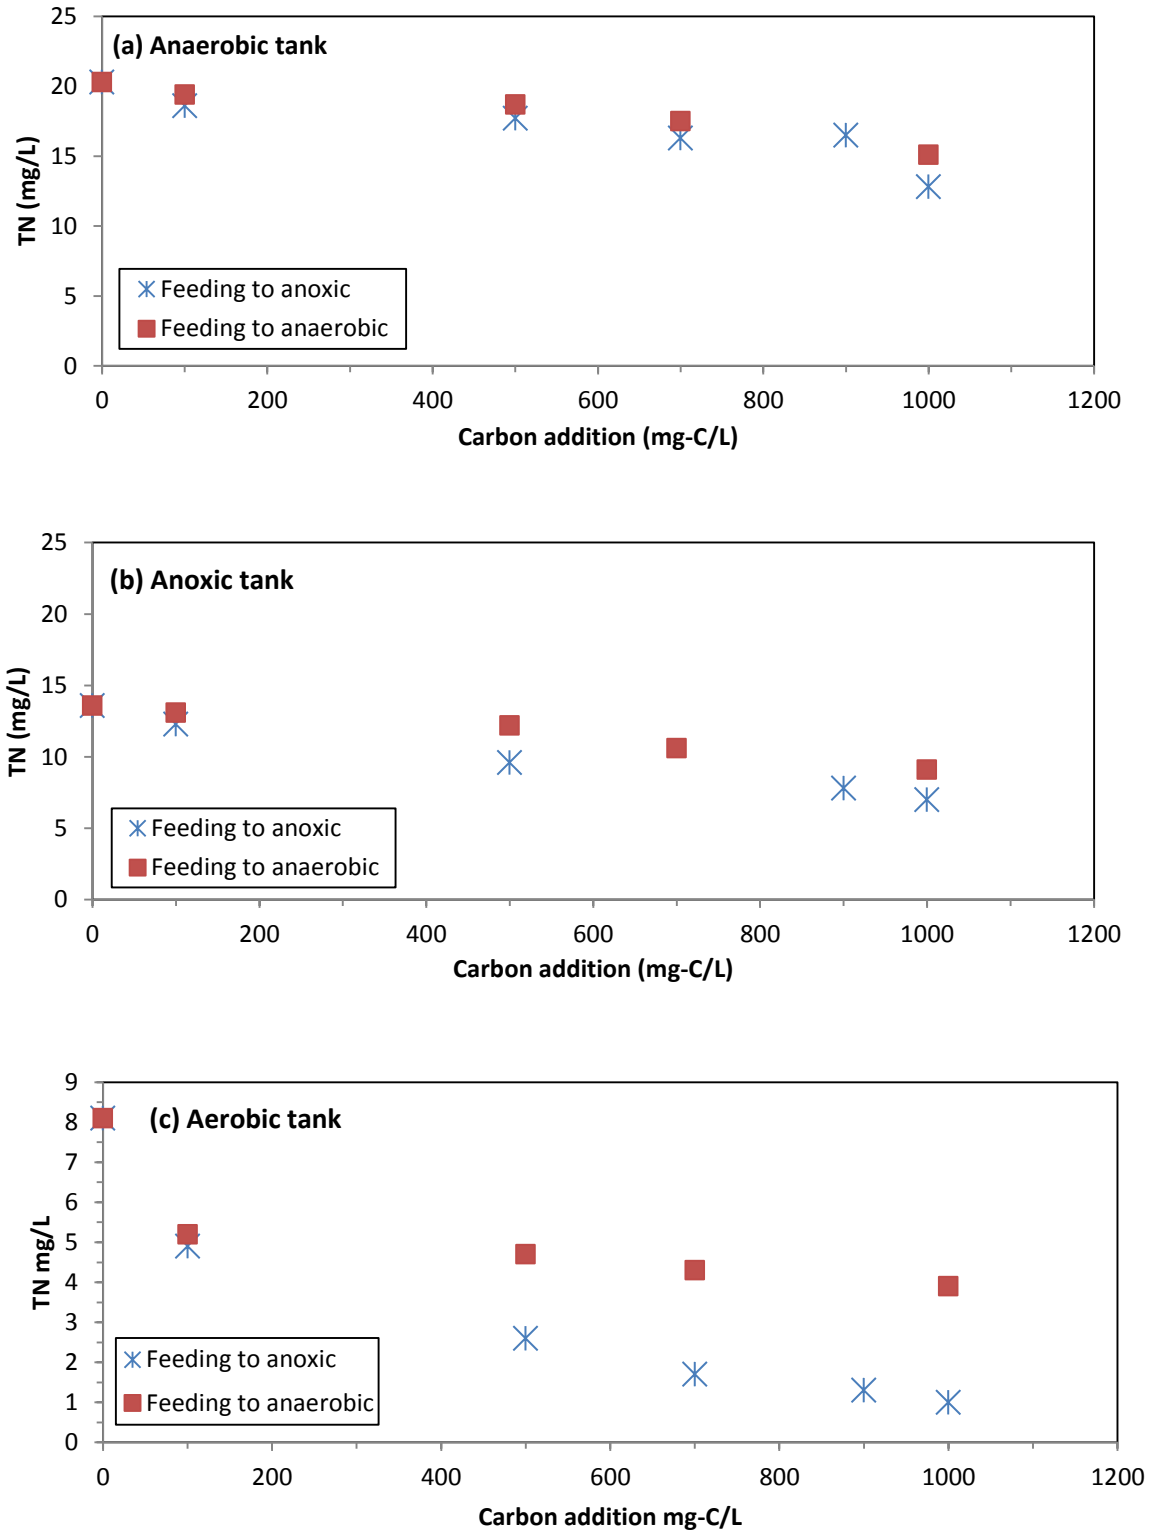 (a) Anaerobic tank
25
20
15
10
5
0
TN (mg/L)
Feeding to anoxic
Feeding to anaerobic
0 200 400 600 800 1000 1200
Carbon addition (mg-C/L)
(b) Anoxic tank
25
20
15
10
5
0
TN (mg/L)
Feeding to anoxic
Feeding to anaerobic
0 200 400 600 800 1000 1200
Carbon addition (mg-C/L)
(c) Aerobic tank
9
8
7
6
5
4
3
2
1
0
TN mg/L
Feeding to anoxic
Feeding to anaerobic
0 200 400 600 800 1000 1200
Carbon addition mg-C/L